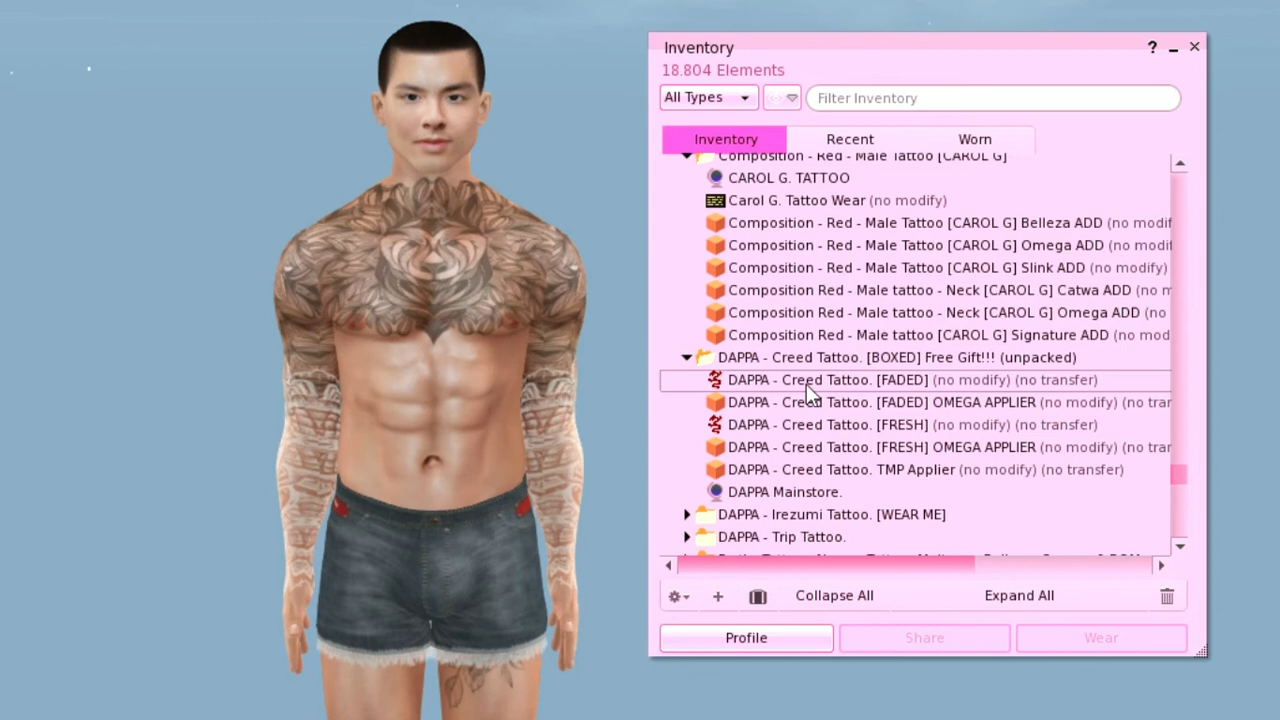 Inventory ? _ ×
18.804 Elements
All Types
Filter Inventory
Inventory Recent Worn
Composition - Red - Male Tattoo [CAROL G]
CAROL G. TATTOO
Carol G. Tattoo Wear (no modify)
Composition - Red - Male Tattoo [CAROL G] Belleza ADD (no modif
Composition - Red - Male Tattoo [CAROL G] Omega ADD (no modif
Composition - Red - Male Tattoo [CAROL G] Slink ADD (no modify)
Composition Red - Male tattoo - Neck [CAROL G] Catwa ADD (no m
Composition Red - Male tattoo - Neck [CAROL G] Omega ADD (no
Composition Red - Male tattoo [CAROL G] Signature ADD (no mod
DAPPA - Creed Tattoo. [BOXED] Free Gift!!! (unpacked)
DAPPA - Creed Tattoo. [FADED] (no modify) (no transfer)
DAPPA - Creed Tattoo. [FADED] OMEGA APPLIER (no modify) (no tran
DAPPA - Creed Tattoo. [FRESH] (no modify) (no transfer)
DAPPA - Creed Tattoo. [FRESH] OMEGA APPLIER (no modify) (no tran
DAPPA - Creed Tattoo. TMP Applier (no modify) (no transfer)
DAPPA Mainstore.
DAPPA - Irezumi Tattoo. [WEAR ME]
DAPPA - Trip Tattoo.
Collapse All Expand All
Profile Share Wear